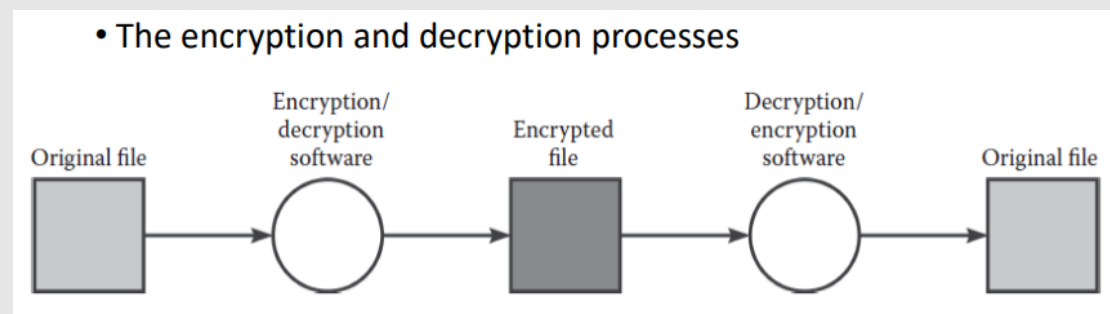 • The encryption and decryption processes
Encryption/
decryption
software
Decryption/
encryption
software
Encrypted
file
Original file
Original file